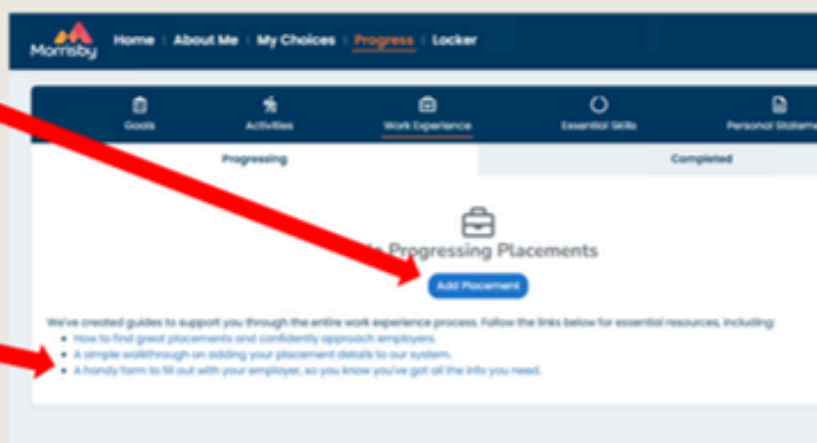 Morrisby
Home About Me My Choices Progress Locker
Goals Activities Work Experience Essential Skills Personal Stateme
Progressing Completed
Progressing Placements
Add Placement
We've created guides to support you through the entire work experience process. Follow the links below for essential resources, including:
• How to find great placements and confidently approach employers.
• A simple walkthrough on adding your placement details to our system.
• A handy form to fill out with your employer, so you know you've got all the info you need.